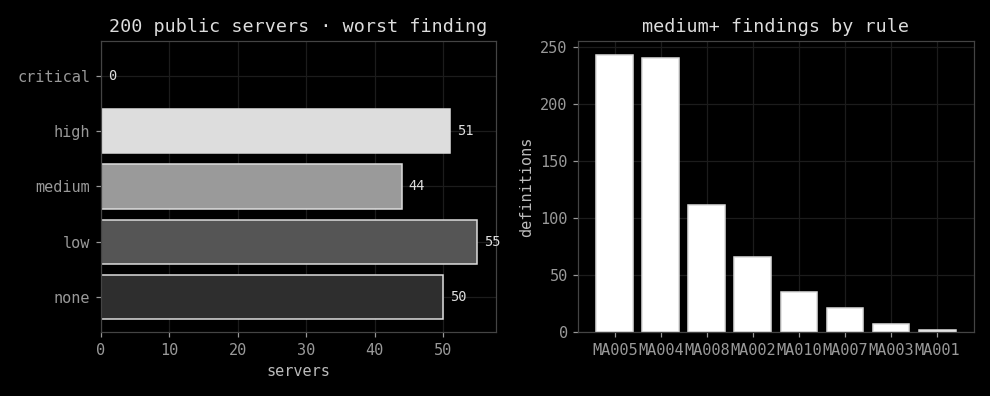 200 public servers · worst finding
critical 0
high 51
medium 44
low 55
none 50
0 10 20 30 40 50
servers
medium+ findings by rule
250
200
150
100
50
0
definitions
MA005 MA004 MA008 MA002 MA010 MA007 MA003 MA001